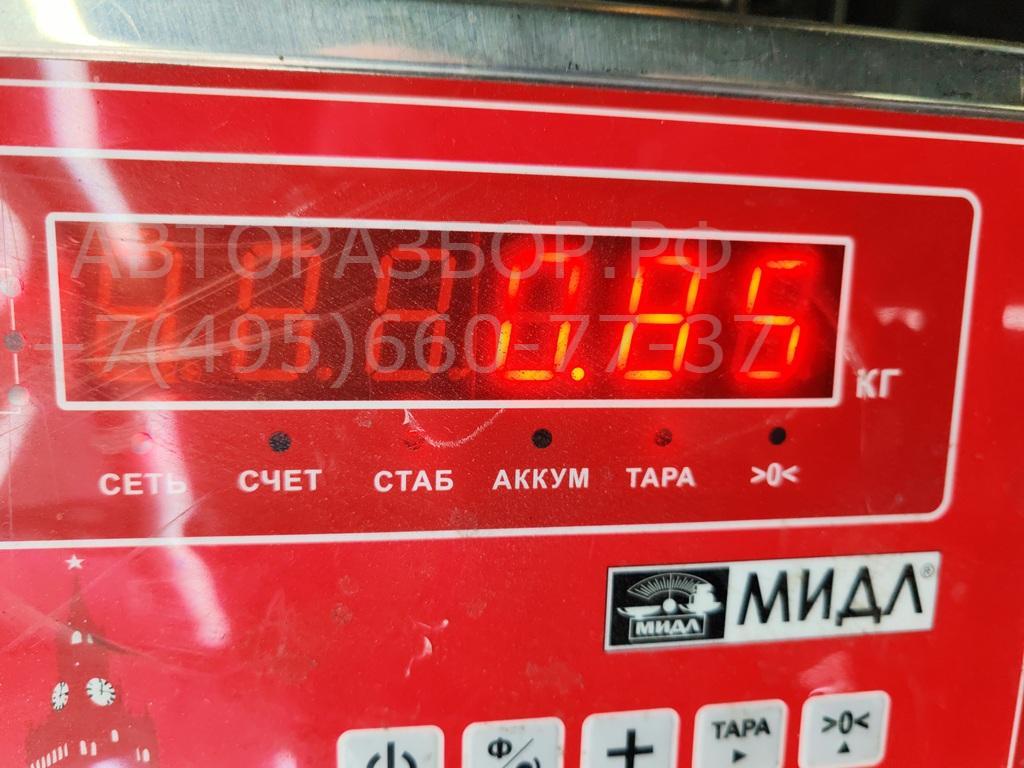 АВТОРАЗБОР.РФ
+7(495)660-77-37
0.85
КГ
СЕТЬ СЧЕТ СТАБ АККУМ ТАРА >0<
МИДЛ МИДЛ®
Ф + ТАРА >0<